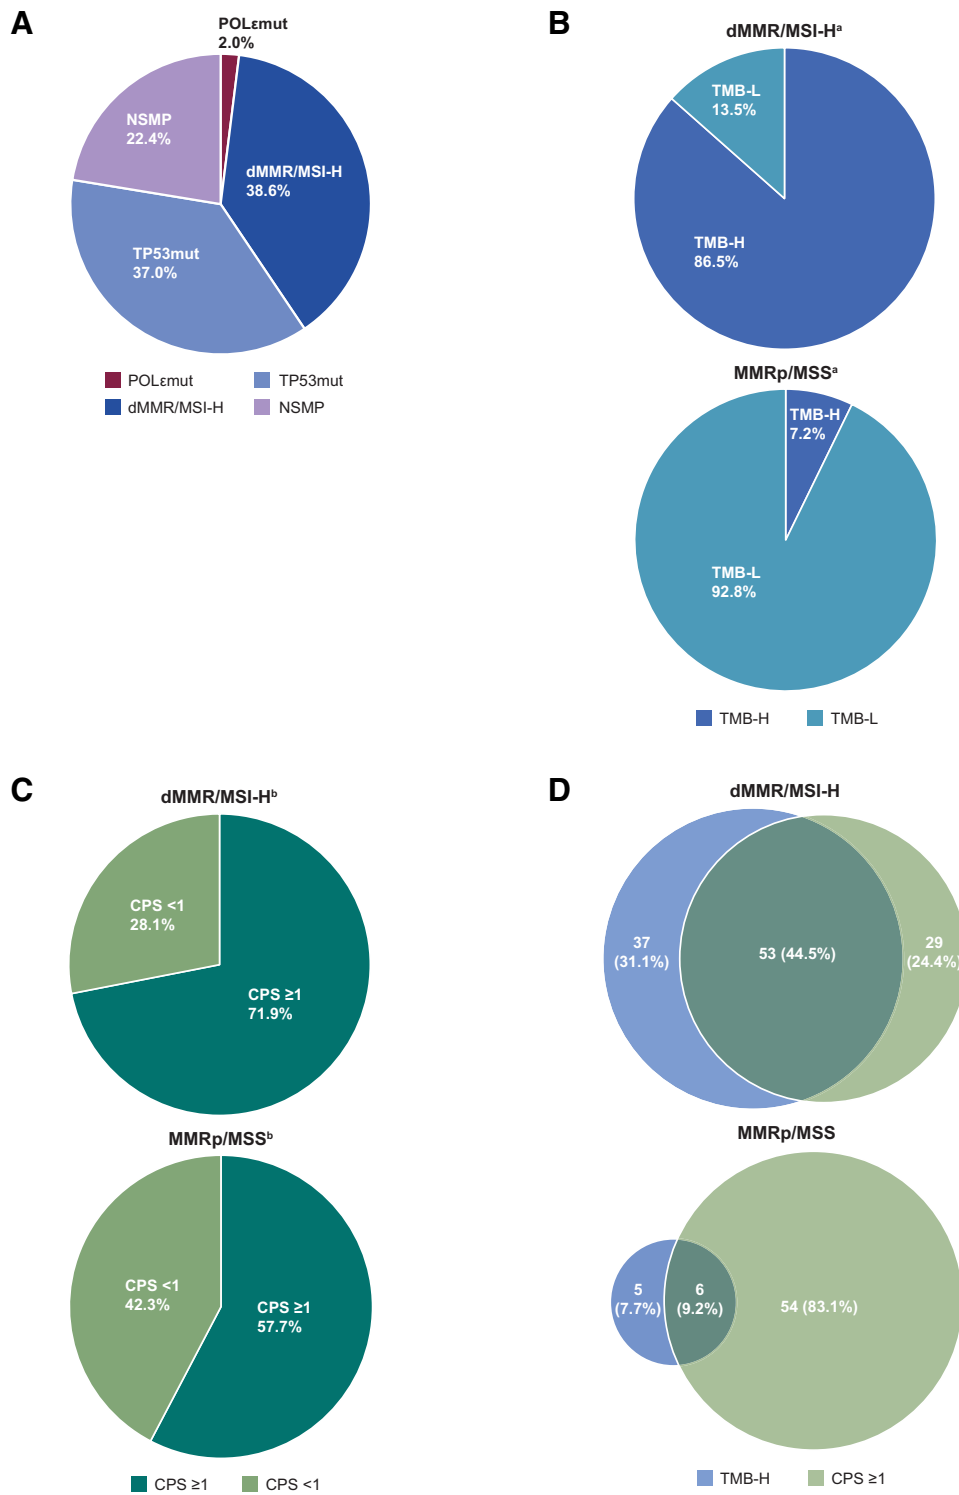 A
POLεmut
2.0%
NSMP
22.4%
dMMR/MSI-H
38.6%
TP53mut
37.0%
POLεmut
TP53mut
dMMR/MSI-H
NSMP
B
dMMR/MSI-Hᵃ
TMB-L
13.5%
TMB-H
86.5%
MMRp/MSSᵃ
TMB-H
7.2%
TMB-L
92.8%
TMB-H
TMB-L
C
dMMR/MSI-Hᵇ
CPS <1
28.1%
CPS ≥1
71.9%
MMRp/MSSᵇ
CPS <1
42.3%
CPS ≥1
57.7%
CPS ≥1
CPS <1
D
dMMR/MSI-H
37
(31.1%)
53 (44.5%)
29
(24.4%)
MMRp/MSS
5
(7.7%)
6
(9.2%)
54 (83.1%)
TMB-H
CPS ≥1